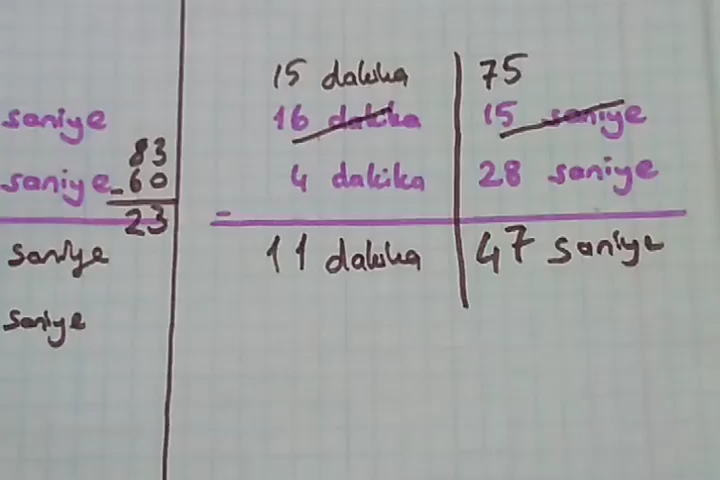 saniye
83
saniye - 60
23
saniye
saniye
15 dakika 75
16 dakika 15 saniye
4 dakika 28 saniye
-
11 dakika 47 saniye